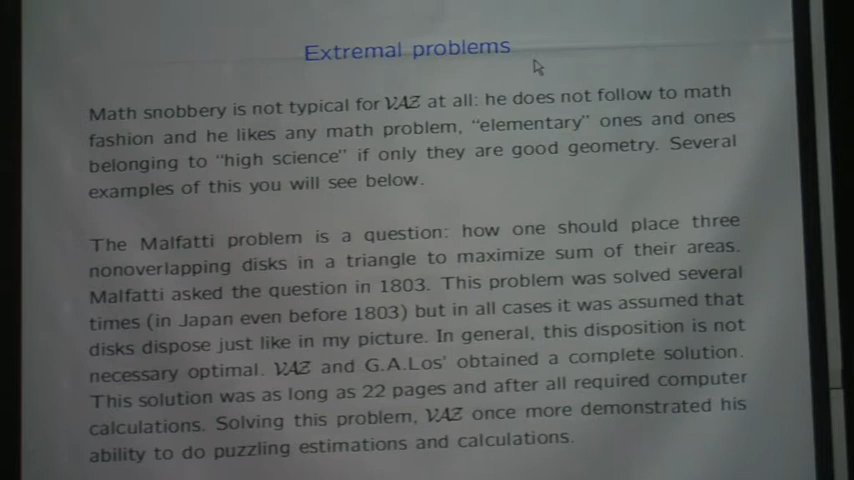 Extremal problems
Math snobbery is not typical for VAZ at all: he does not follow to math
fashion and he likes any math problem, "elementary" ones and ones
belonging to "high science" if only they are good geometry. Several
examples of this you will see below.
The Malfatti problem is a question: how one should place three
nonoverlapping disks in a triangle to maximize sum of their areas.
Malfatti asked the question in 1803. This problem was solved several
times (in Japan even before 1803) but in all cases it was assumed that
disks dispose just like in my picture. In general, this disposition is not
necessary optimal. VAZ and G.A.Los' obtained a complete solution.
This solution was as long as 22 pages and after all required computer
calculations. Solving this problem, VAZ once more demonstrated his
ability to do puzzling estimations and calculations.